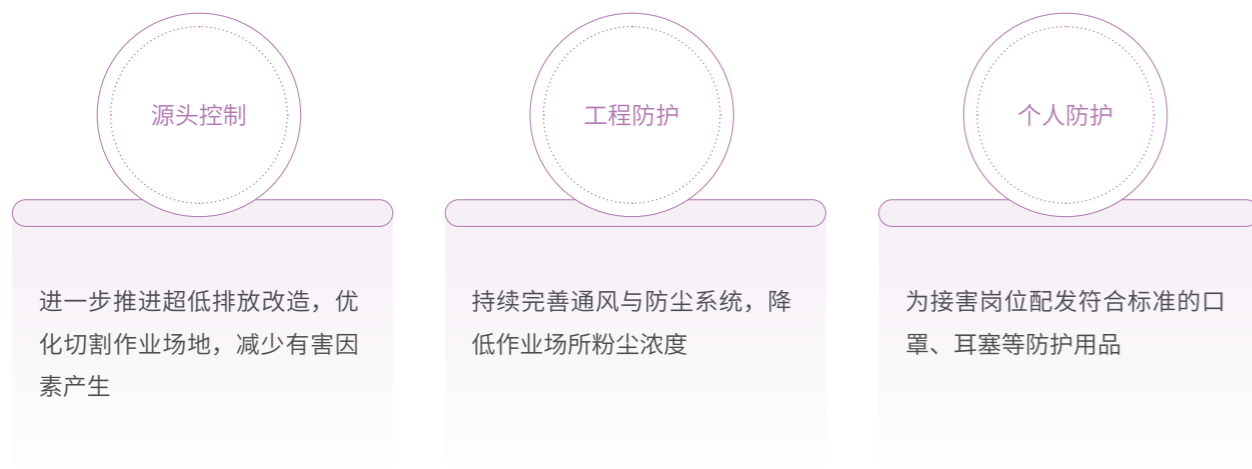 源头控制
进一步推进超低排放改造，优
化切割作业场地，减少有害因
素产生
工程防护
持续完善通风与防尘系统，降
低作业场所粉尘浓度
个人防护
为接害岗位配发符合标准的口
罩、耳塞等防护用品